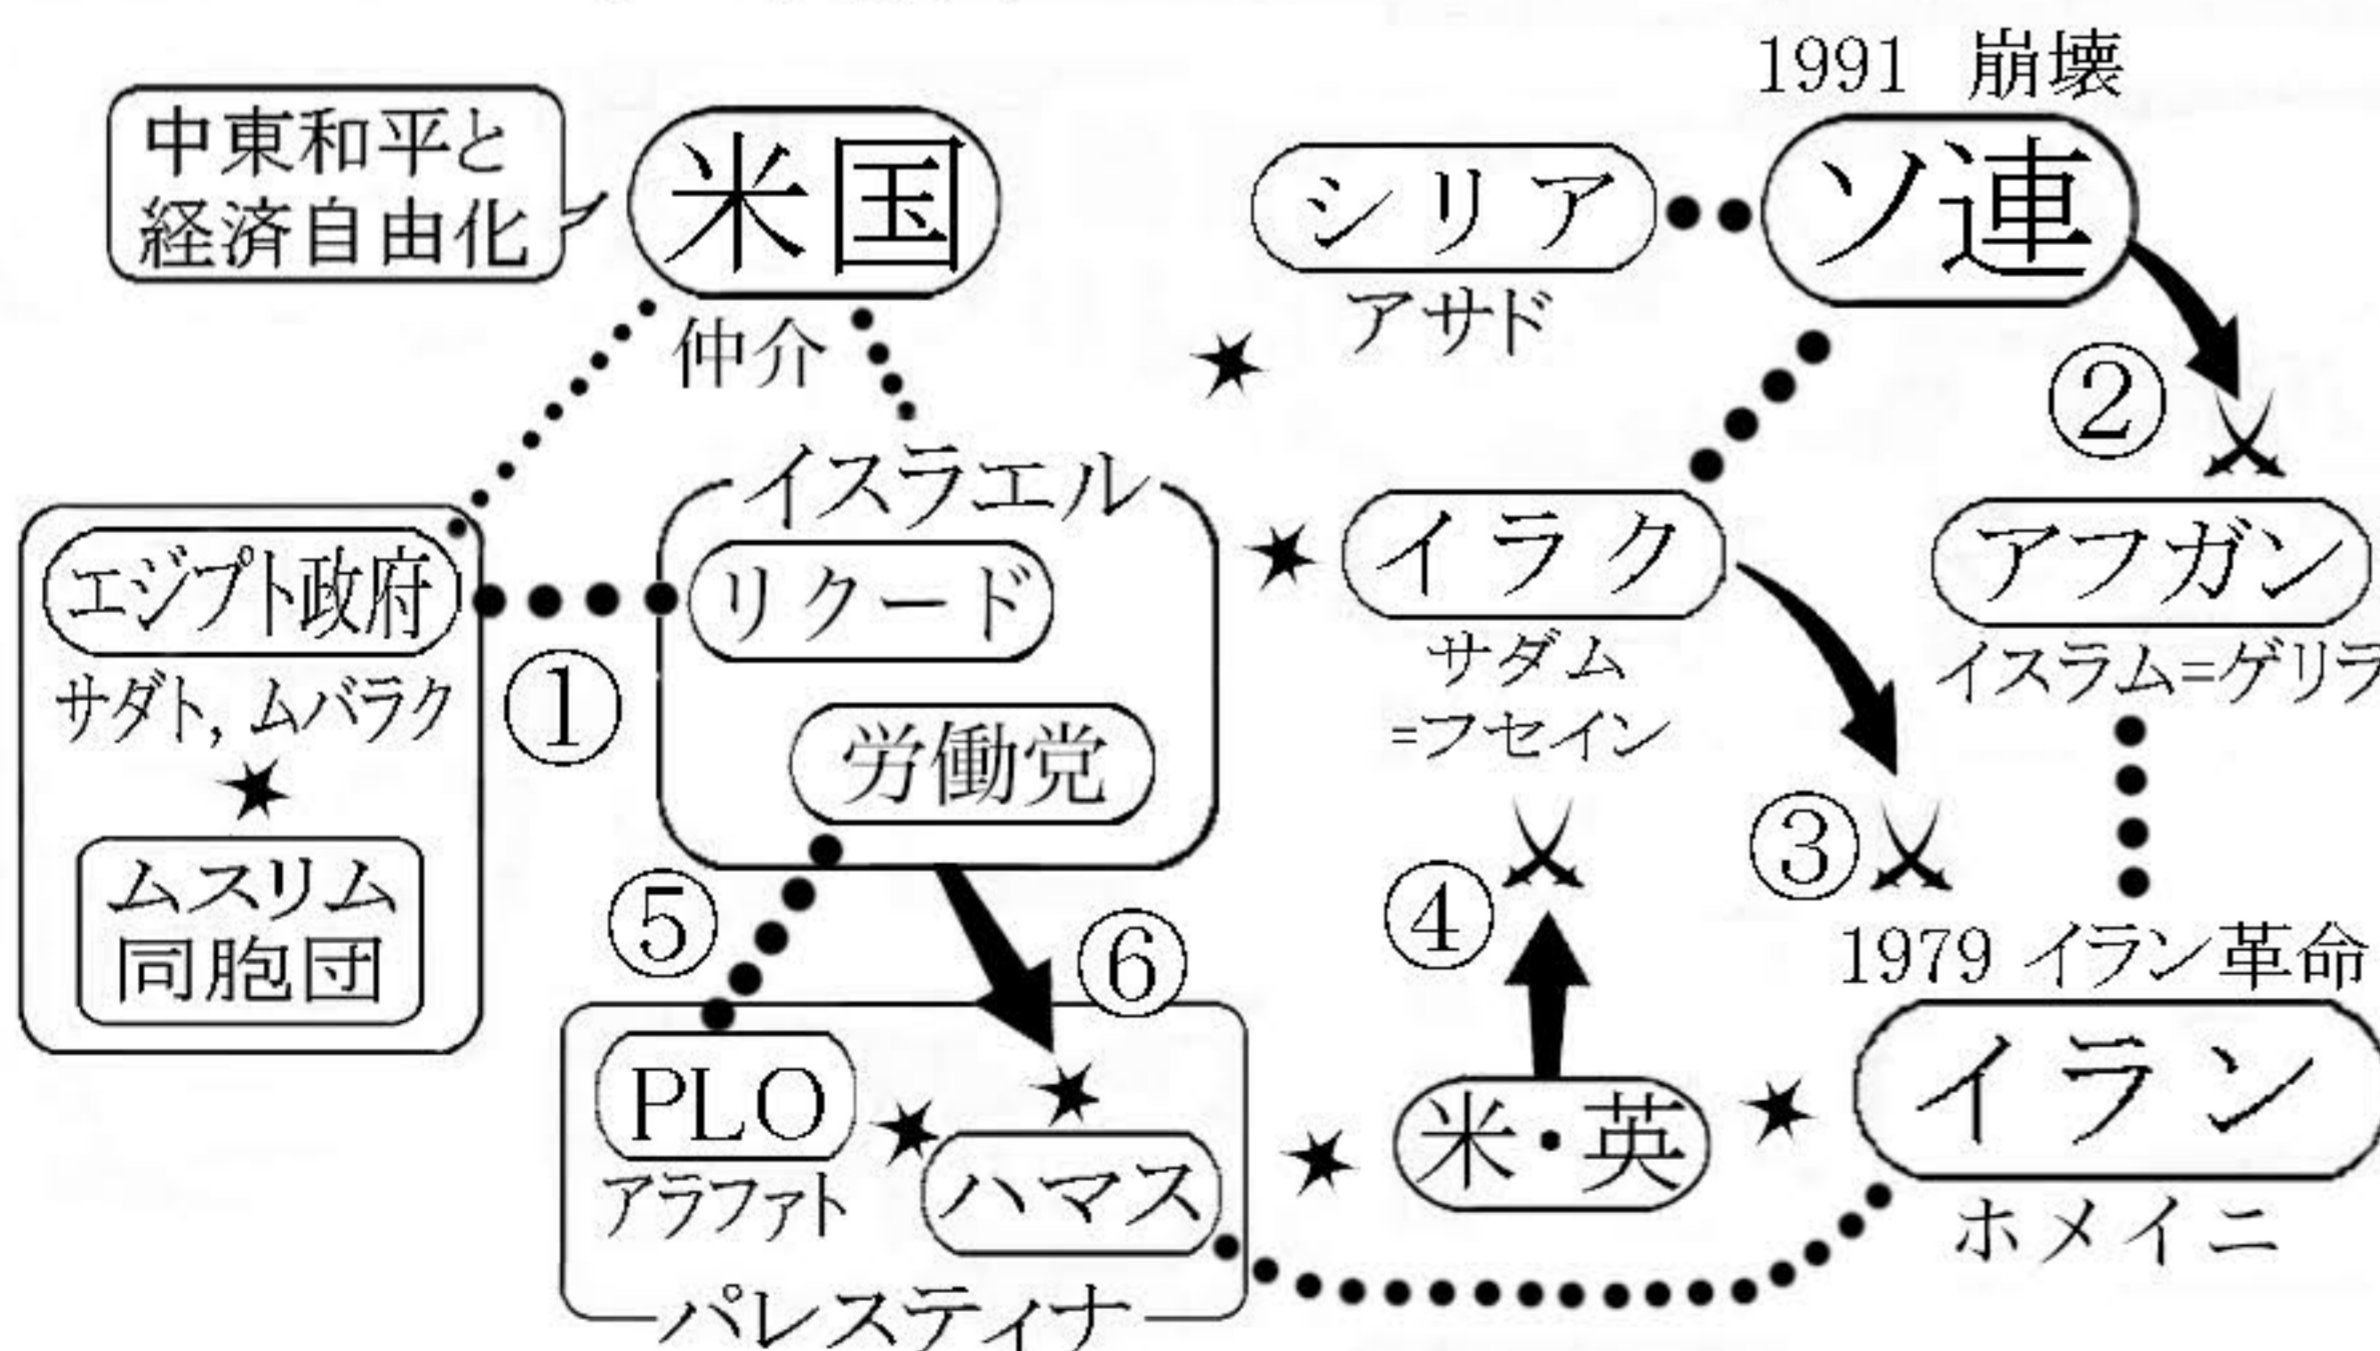 1991 崩壊
中東和平と
経済自由化
米国
シリア
ソ連
仲介
アサド
②
イスラエル
エジプト政府
リクード
イラク
アフガン
サダト, ムバラク
①
サダム
=フセイン
イスラム=ゲリラ
労働党
③
④
ムスリム
同胞団
⑤
⑥
1979 イラン革命
PLO
アラファト
ハマス
米・英
イラン
ホメイニ
パレスティナ